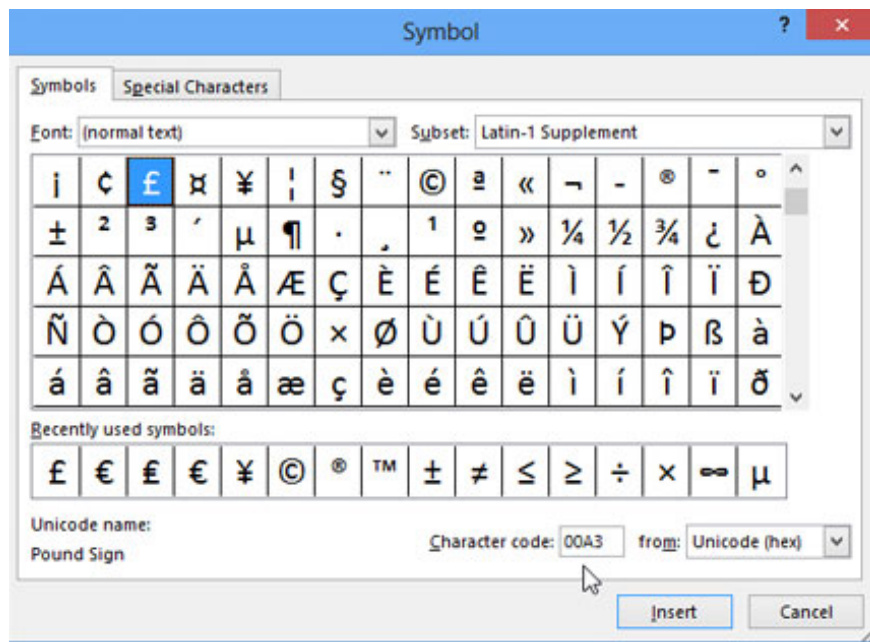 Symbol ? ×
Symbols Special Characters
Font: (normal text) Subset: Latin-1 Supplement
¡ ¢ £ ¤ ¥ ¦ § ¨ © ª « ¬ - ® ¯ °
± ² ³ ´ µ ¶ · ¸ ¹ º » ¼ ½ ¾ ¿ À
Á Â Ã Ä Å Æ Ç È É Ê Ë Ì Í Î Ï Ð
Ñ Ò Ó Ô Õ Ö × Ø Ù Ú Û Ü Ý Þ ß à
á â ã ä å æ ç è é ê ë ì í î ï ð
Recently used symbols:
£ € ₤ € ¥ © ® ™ ± ≠ ≤ ≥ ÷ × ∞ µ
Unicode name:
Pound Sign
Character code: 00A3 from: Unicode (hex)
Insert Cancel